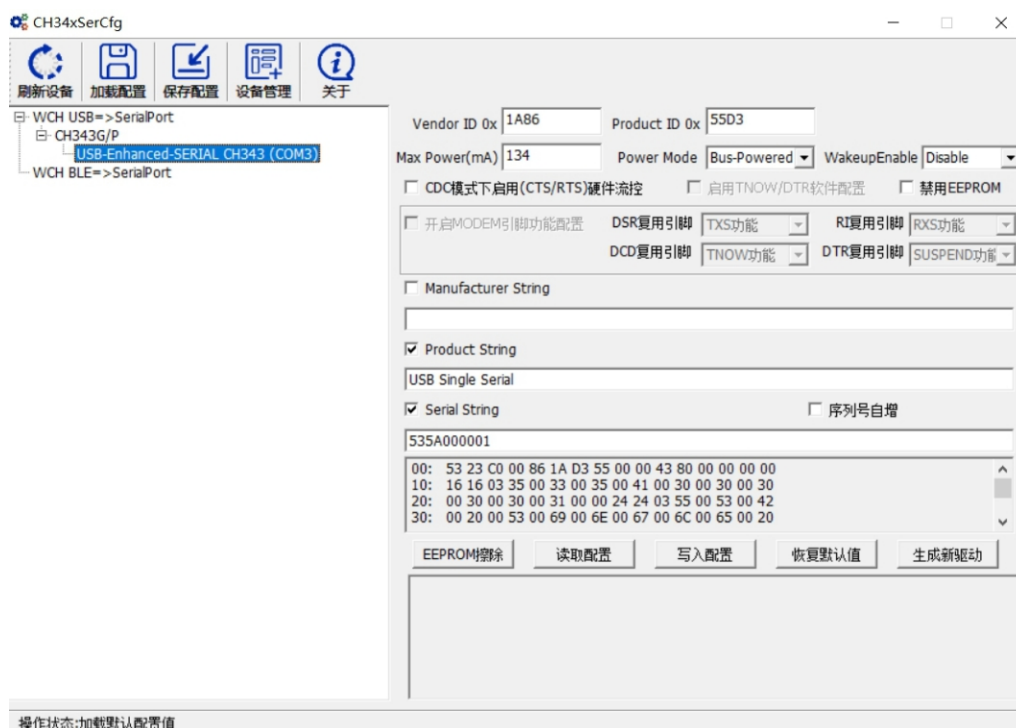 CH34xSerCfg
刷新设备 加载配置 保存配置 设备管理 关于
WCH USB=>SerialPort
CH343G/P
USB-Enhanced-SERIAL CH343 (COM3)
WCH BLE=>SerialPort
Vendor ID 0x 1A86 Product ID 0x 55D3
Max Power(mA) 134 Power Mode Bus-Powered WakeupEnable Disable
CDC模式下启用(CTS/RTS)硬件流控 启用TNOW/DTR软件配置 禁用EEPROM
开启MODEM引脚功能配置 DSR复用引脚 TXS功能 RI复用引脚 RXS功能
DCD复用引脚 TNOW功能 DTR复用引脚 SUSPEND功能
Manufacturer String
Product String
USB Single Serial
Serial String 序列号自增
535A000001
00: 53 23 C0 00 86 1A D3 55 00 00 43 80 00 00 00 00
10: 16 16 03 35 00 33 00 35 00 41 00 30 00 30 00 30
20: 00 30 00 30 00 31 00 00 24 24 03 55 00 53 00 42
30: 00 20 00 53 00 69 00 6E 00 67 00 6C 00 65 00 20
EEPROM擦除 读取配置 写入配置 恢复默认值 生成新驱动
操作状态:加载默认配置值